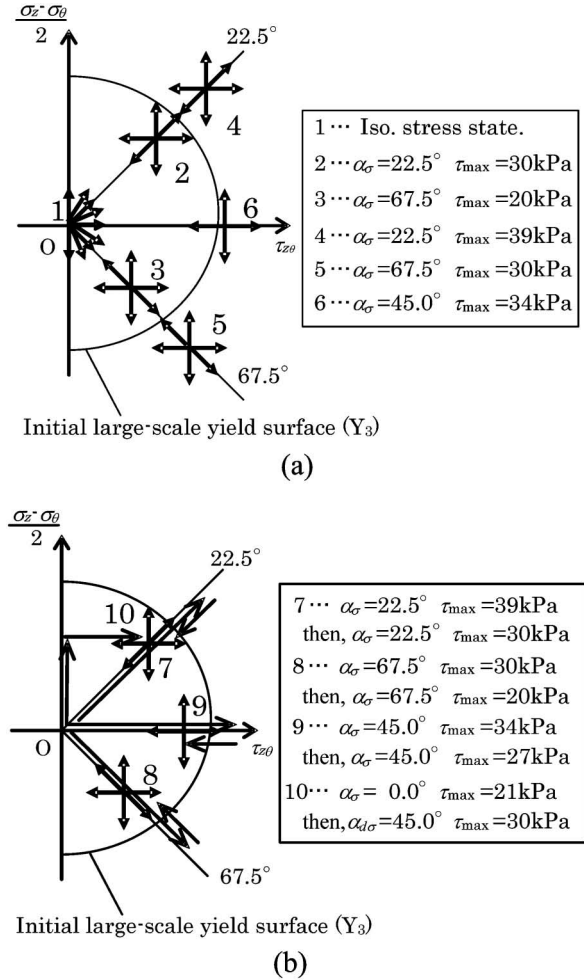 σz-σθ
2
22.5°
4
2
1
6
O
τzθ
3
5
67.5°
Initial large-scale yield surface (Y3)
1… Iso. stress state.
2…ασ=22.5° τmax=30kPa
3…ασ=67.5° τmax=20kPa
4…ασ=22.5° τmax=39kPa
5…ασ=67.5° τmax=30kPa
6…ασ=45.0° τmax=34kPa
(a)
σz-σθ
2
22.5°
10
7
9
O
τzθ
8
67.5°
Initial large-scale yield surface (Y3)
7… ασ=22.5° τmax=39kPa
then, ασ=22.5° τmax=30kPa
8… ασ=67.5° τmax=30kPa
then, ασ=67.5° τmax=20kPa
9… ασ=45.0° τmax=34kPa
then, ασ=45.0° τmax=27kPa
10… ασ= 0.0° τmax=21kPa
then,αdσ=45.0° τmax=30kPa
(b)